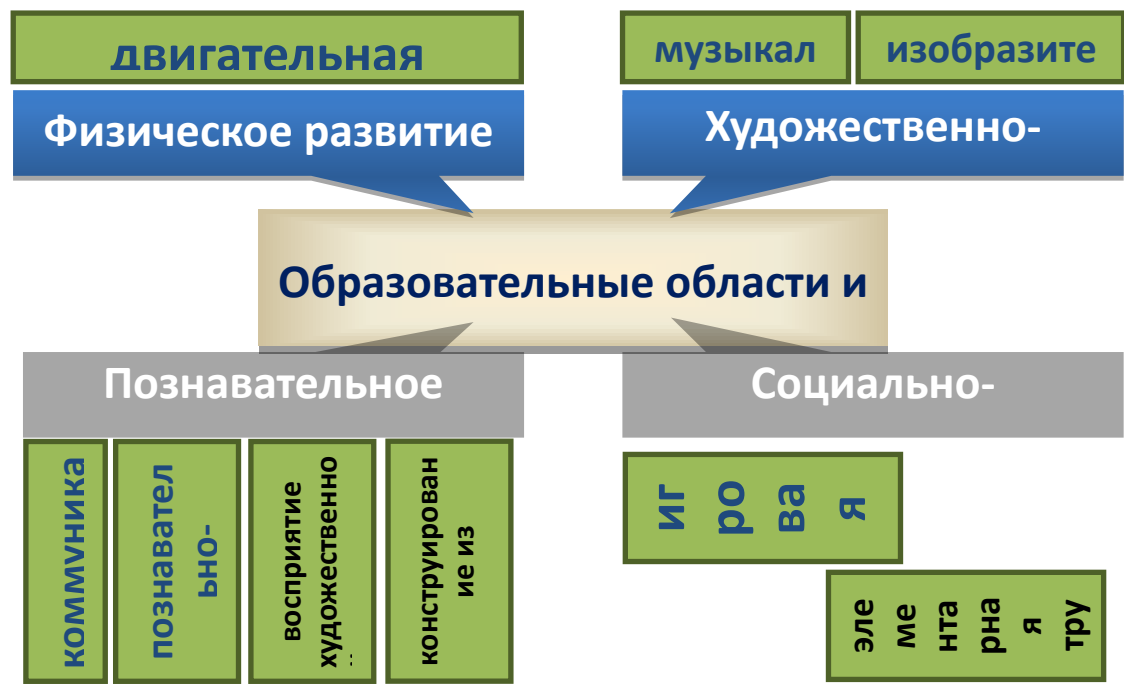 двигательная
музыкал
изобразите
Физическое развитие
Художественно-
Образовательные области и
Познавательное
Социально-
коммуника
познавател
ьно-
восприятие
художественно
конструирован
ие из
иг
ро
ва
я
эле
ме
нта
рна
я
тру